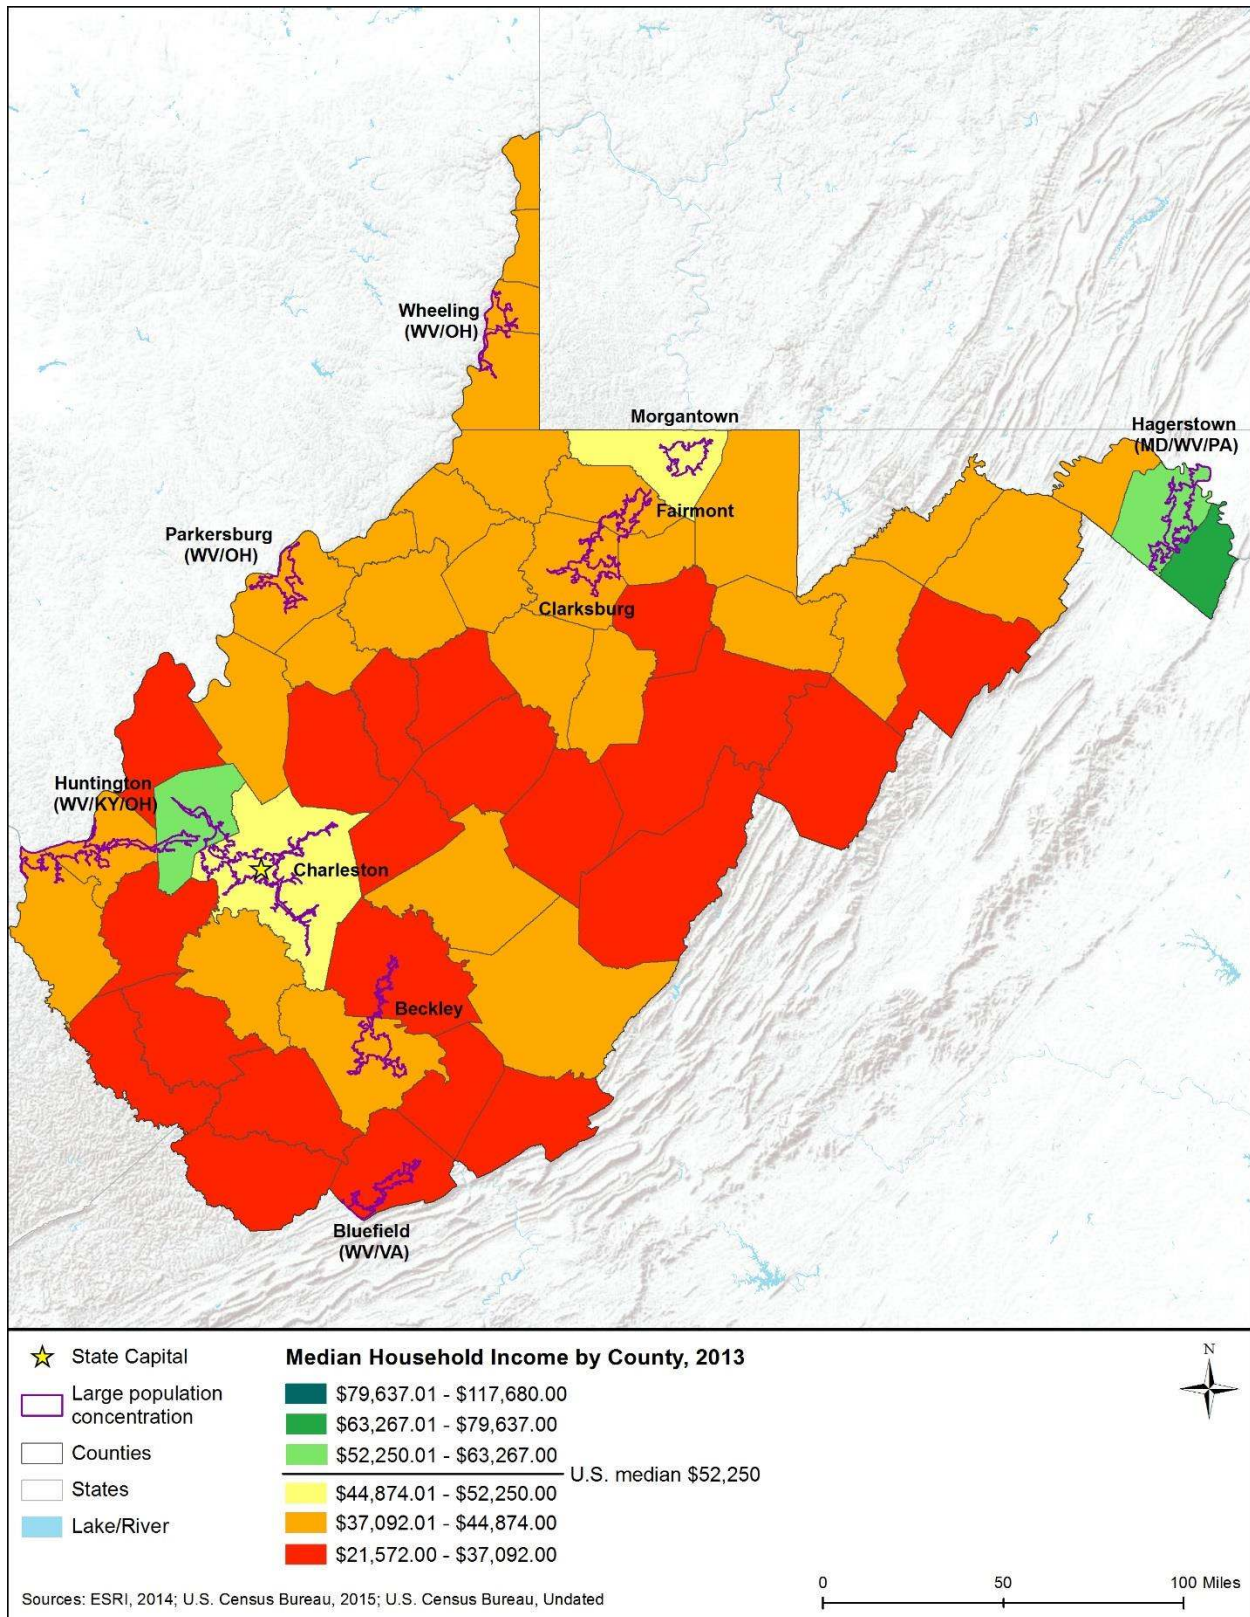 Wheeling
(WV/OH)
Morgantown
Hagerstown
(MD/WV/PA)
Fairmont
Parkersburg
(WV/OH)
Clarksburg
Huntington
(WV/KY/OH)
Charleston
Beckley
Bluefield
(WV/VA)
State Capital
Large population
concentration
Counties
States
Lake/River
Median Household Income by County, 2013
$79,637.01 - $117,680.00
$63,267.01 - $79,637.00
$52,250.01 - $63,267.00
U.S. median $52,250
$44,874.01 - $52,250.00
$37,092.01 - $44,874.00
$21,572.00 - $37,092.00
N
0 50 100 Miles
Sources: ESRI, 2014; U.S. Census Bureau, 2015; U.S. Census Bureau, Undated